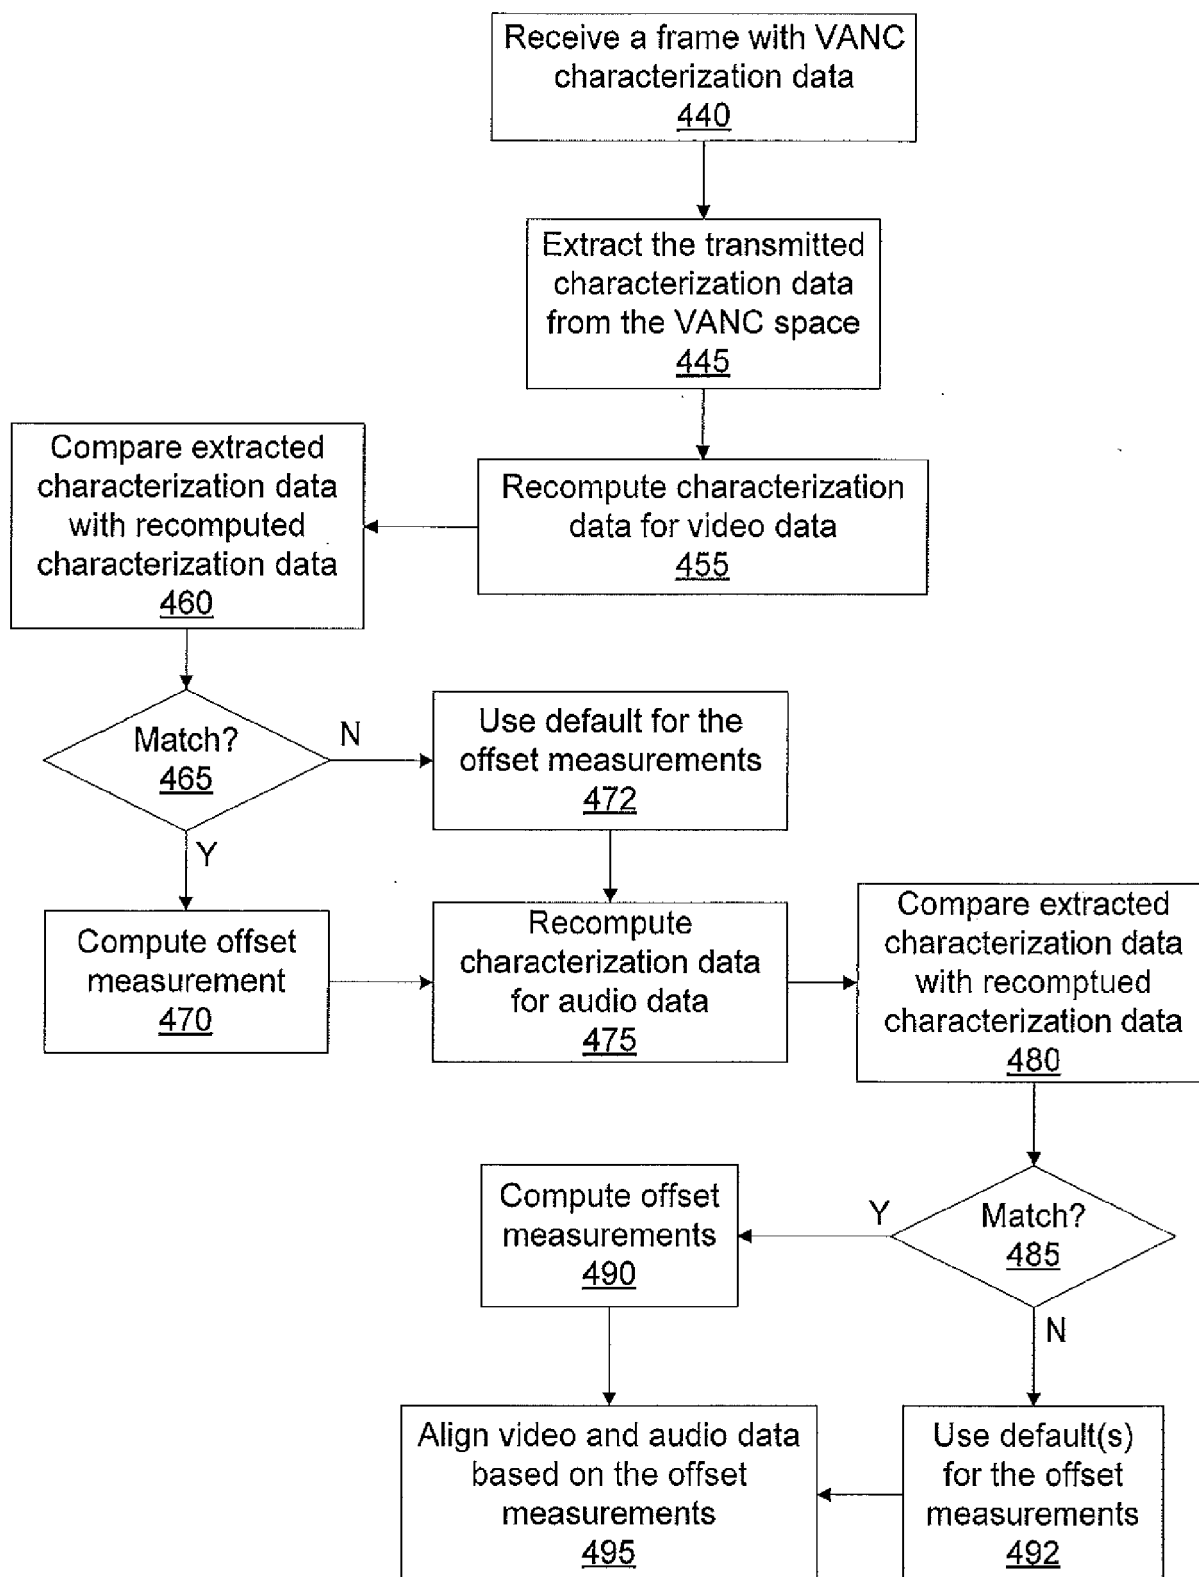 Receive a frame with VANC
characterization data
440
Extract the transmitted
characterization data
from the VANC space
445
Recompute characterization
data for video data
455
Compare extracted
characterization data
with recomputed
characterization data
460
Match?
465
N
Y
Use default for the
offset measurements
472
Compute offset
measurement
470
Recompute
characterization data
for audio data
475
Compare extracted
characterization data
with recomptued
characterization data
480
Match?
485
Y
N
Compute offset
measurements
490
Use default(s)
for the offset
measurements
492
Align video and audio data
based on the offset
measurements
495